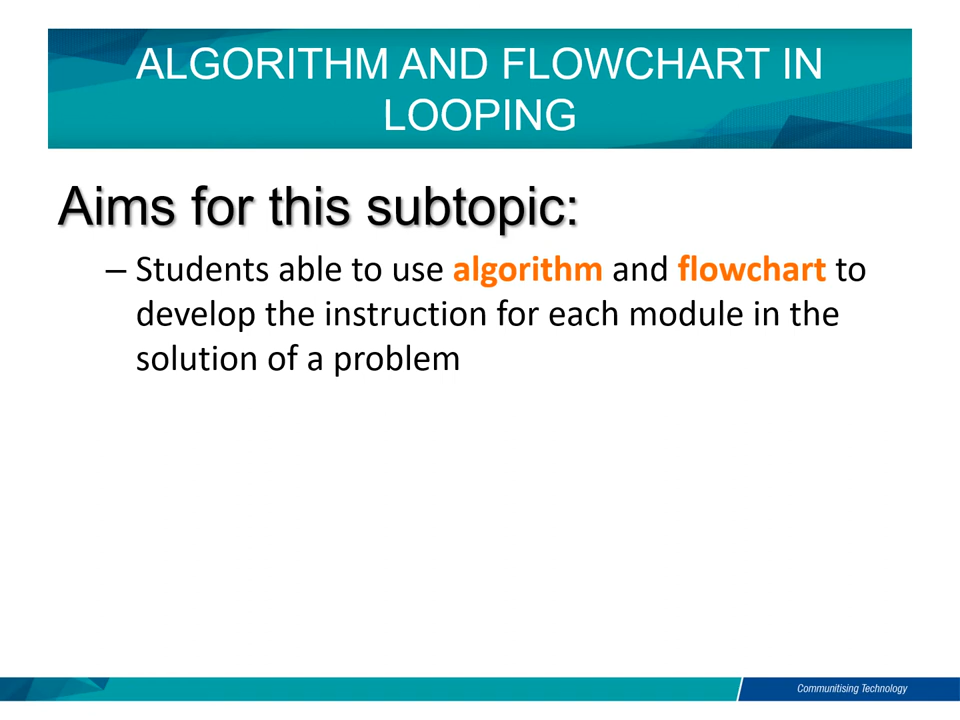 ALGORITHM AND FLOWCHART IN
LOOPING
Aims for this subtopic:
– Students able to use algorithm and flowchart to
develop the instruction for each module in the
solution of a problem
Communitising Technology